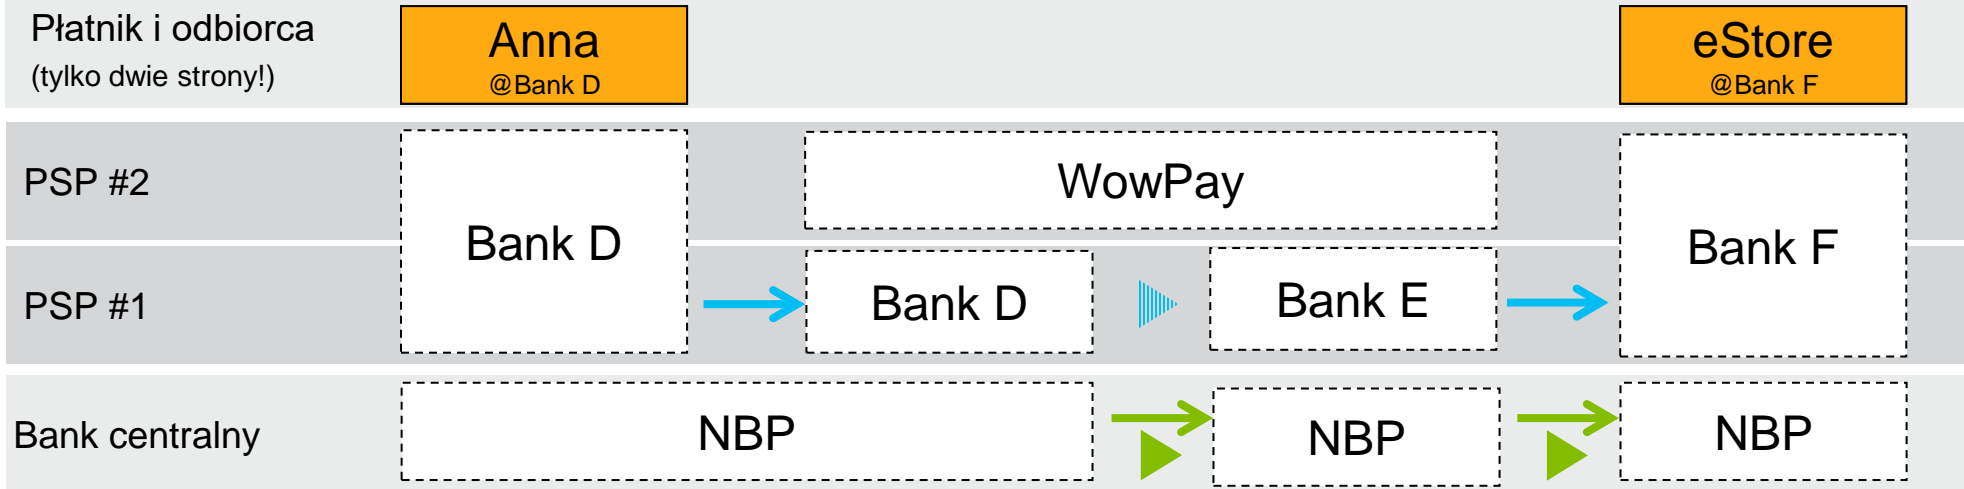 Płatnik i odbiorca
(tylko dwie strony!)
Anna
@Bank D
eStore
@Bank F
PSP #2
Bank D
WowPay
Bank F
PSP #1
Bank D
Bank E
Bank centralny
NBP
NBP
NBP